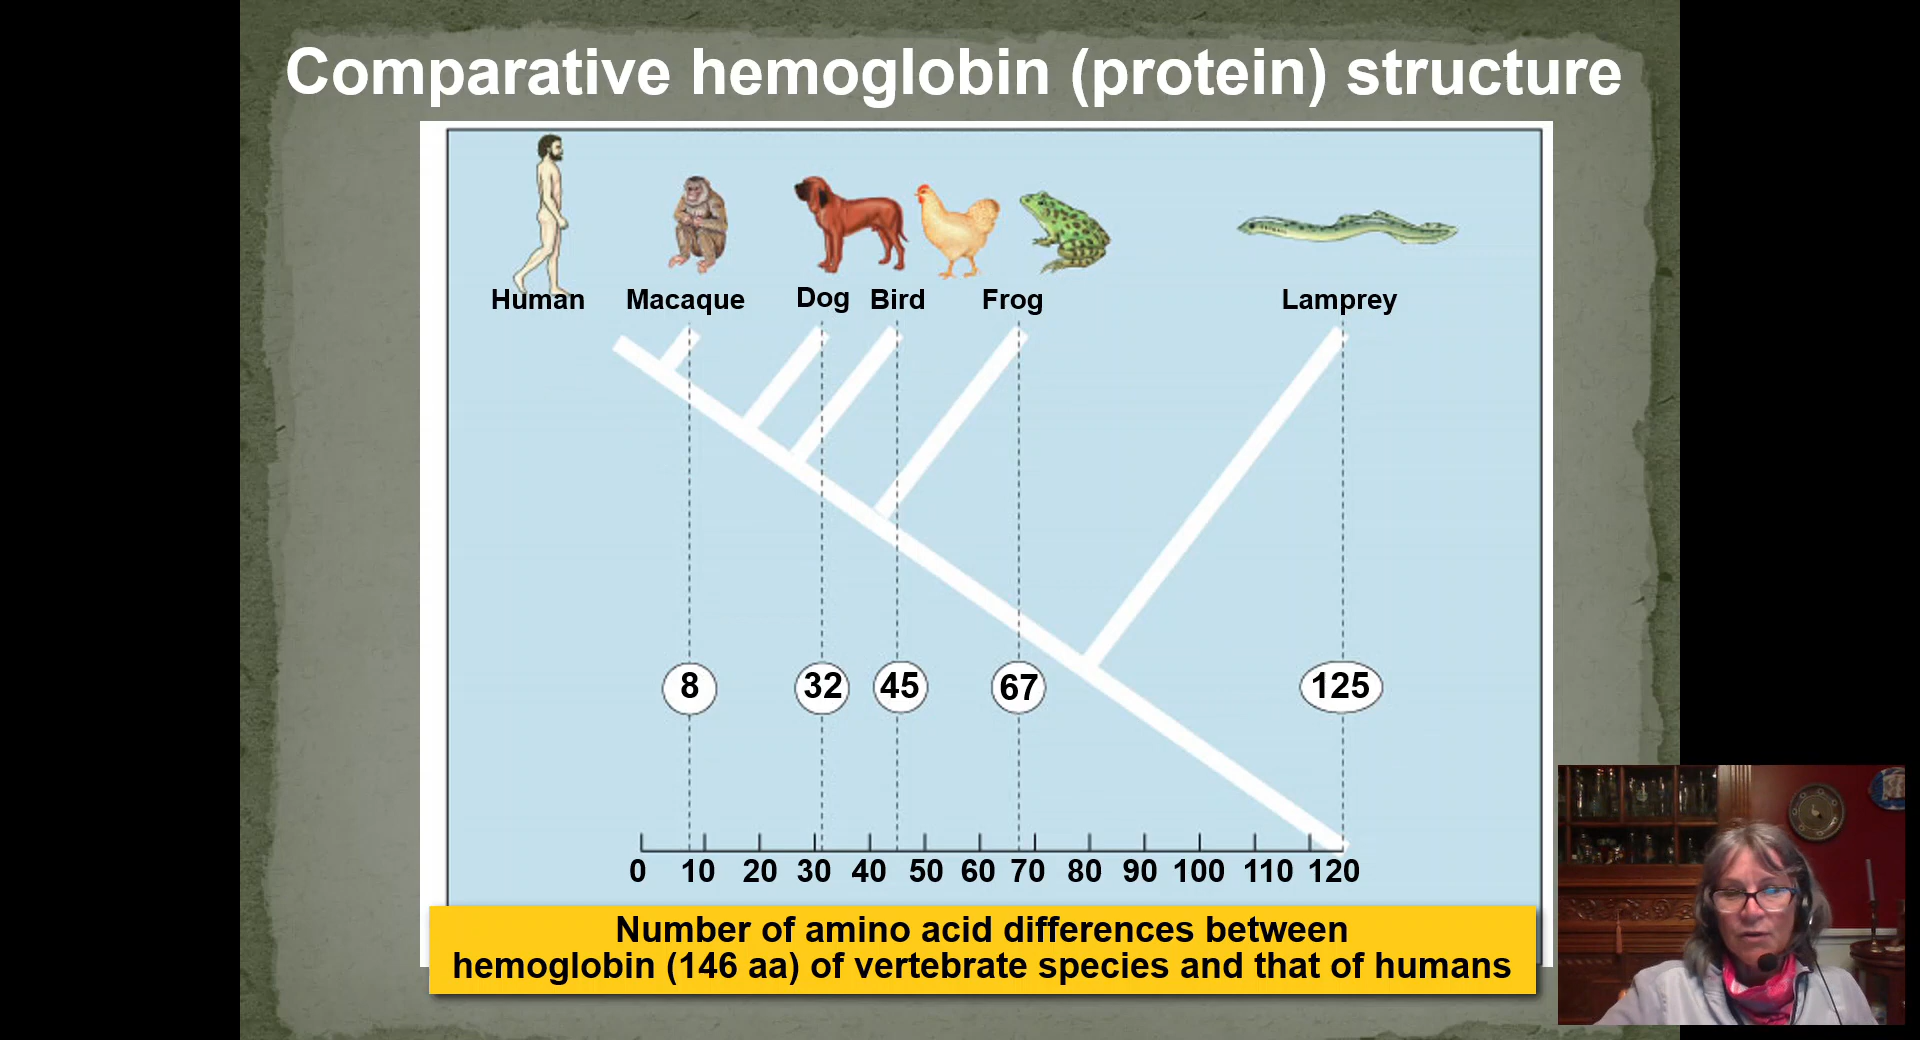 Comparative hemoglobin (protein) structure
Human Macaque Dog Bird Frog Lamprey
8 32 45 67 125
0 10 20 30 40 50 60 70 80 90 100 110 120
Number of amino acid differences between
hemoglobin (146 aa) of vertebrate species and that of humans